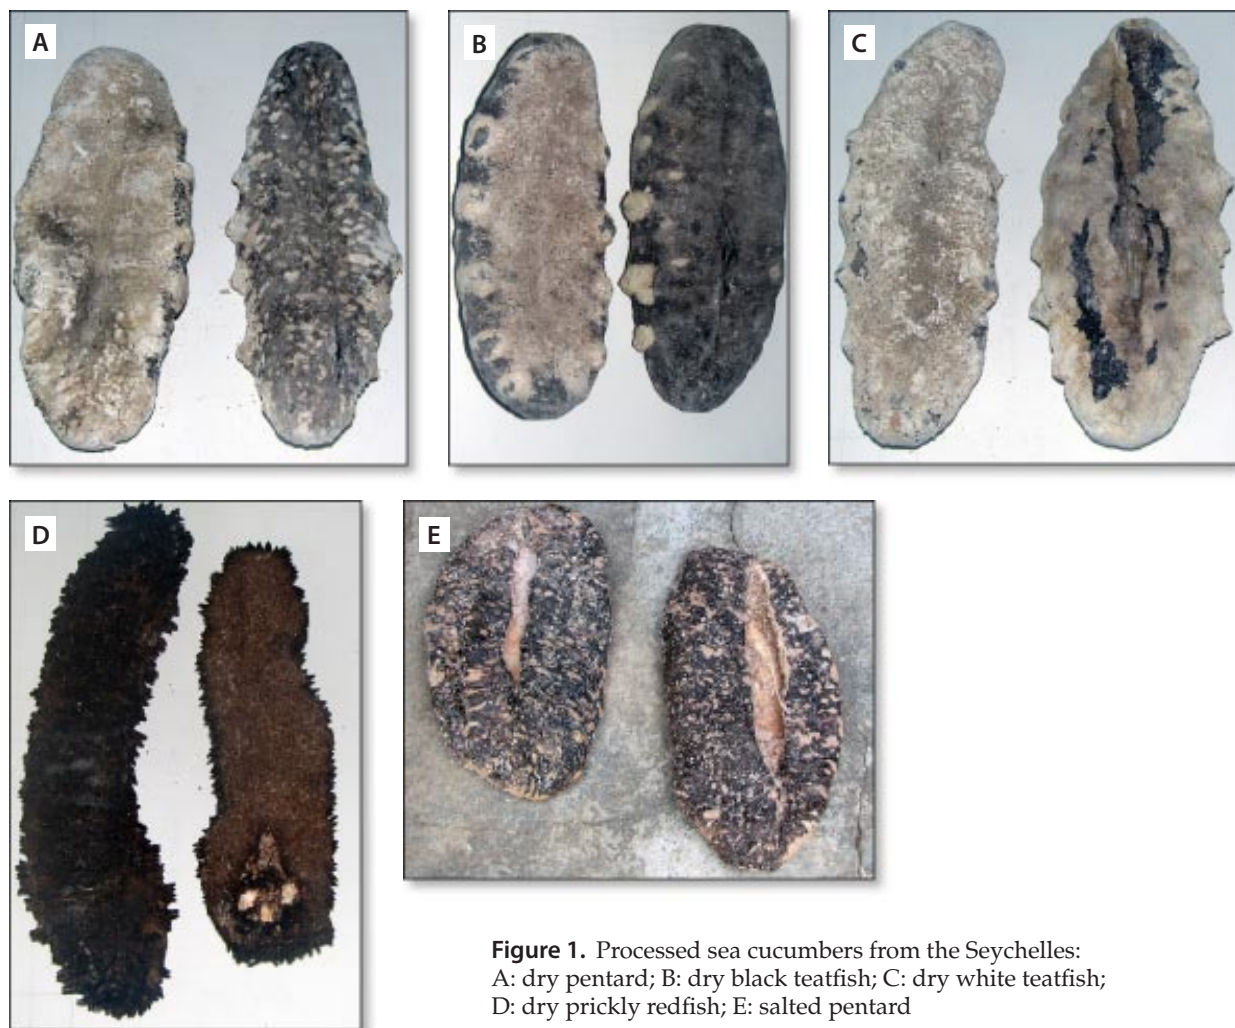 A
B
C
D
E
Figure 1. Processed sea cucumbers from the Seychelles:
A: dry pentard; B: dry black teatfish; C: dry white teatfish;
D: dry prickly redfish; E: salted pentard